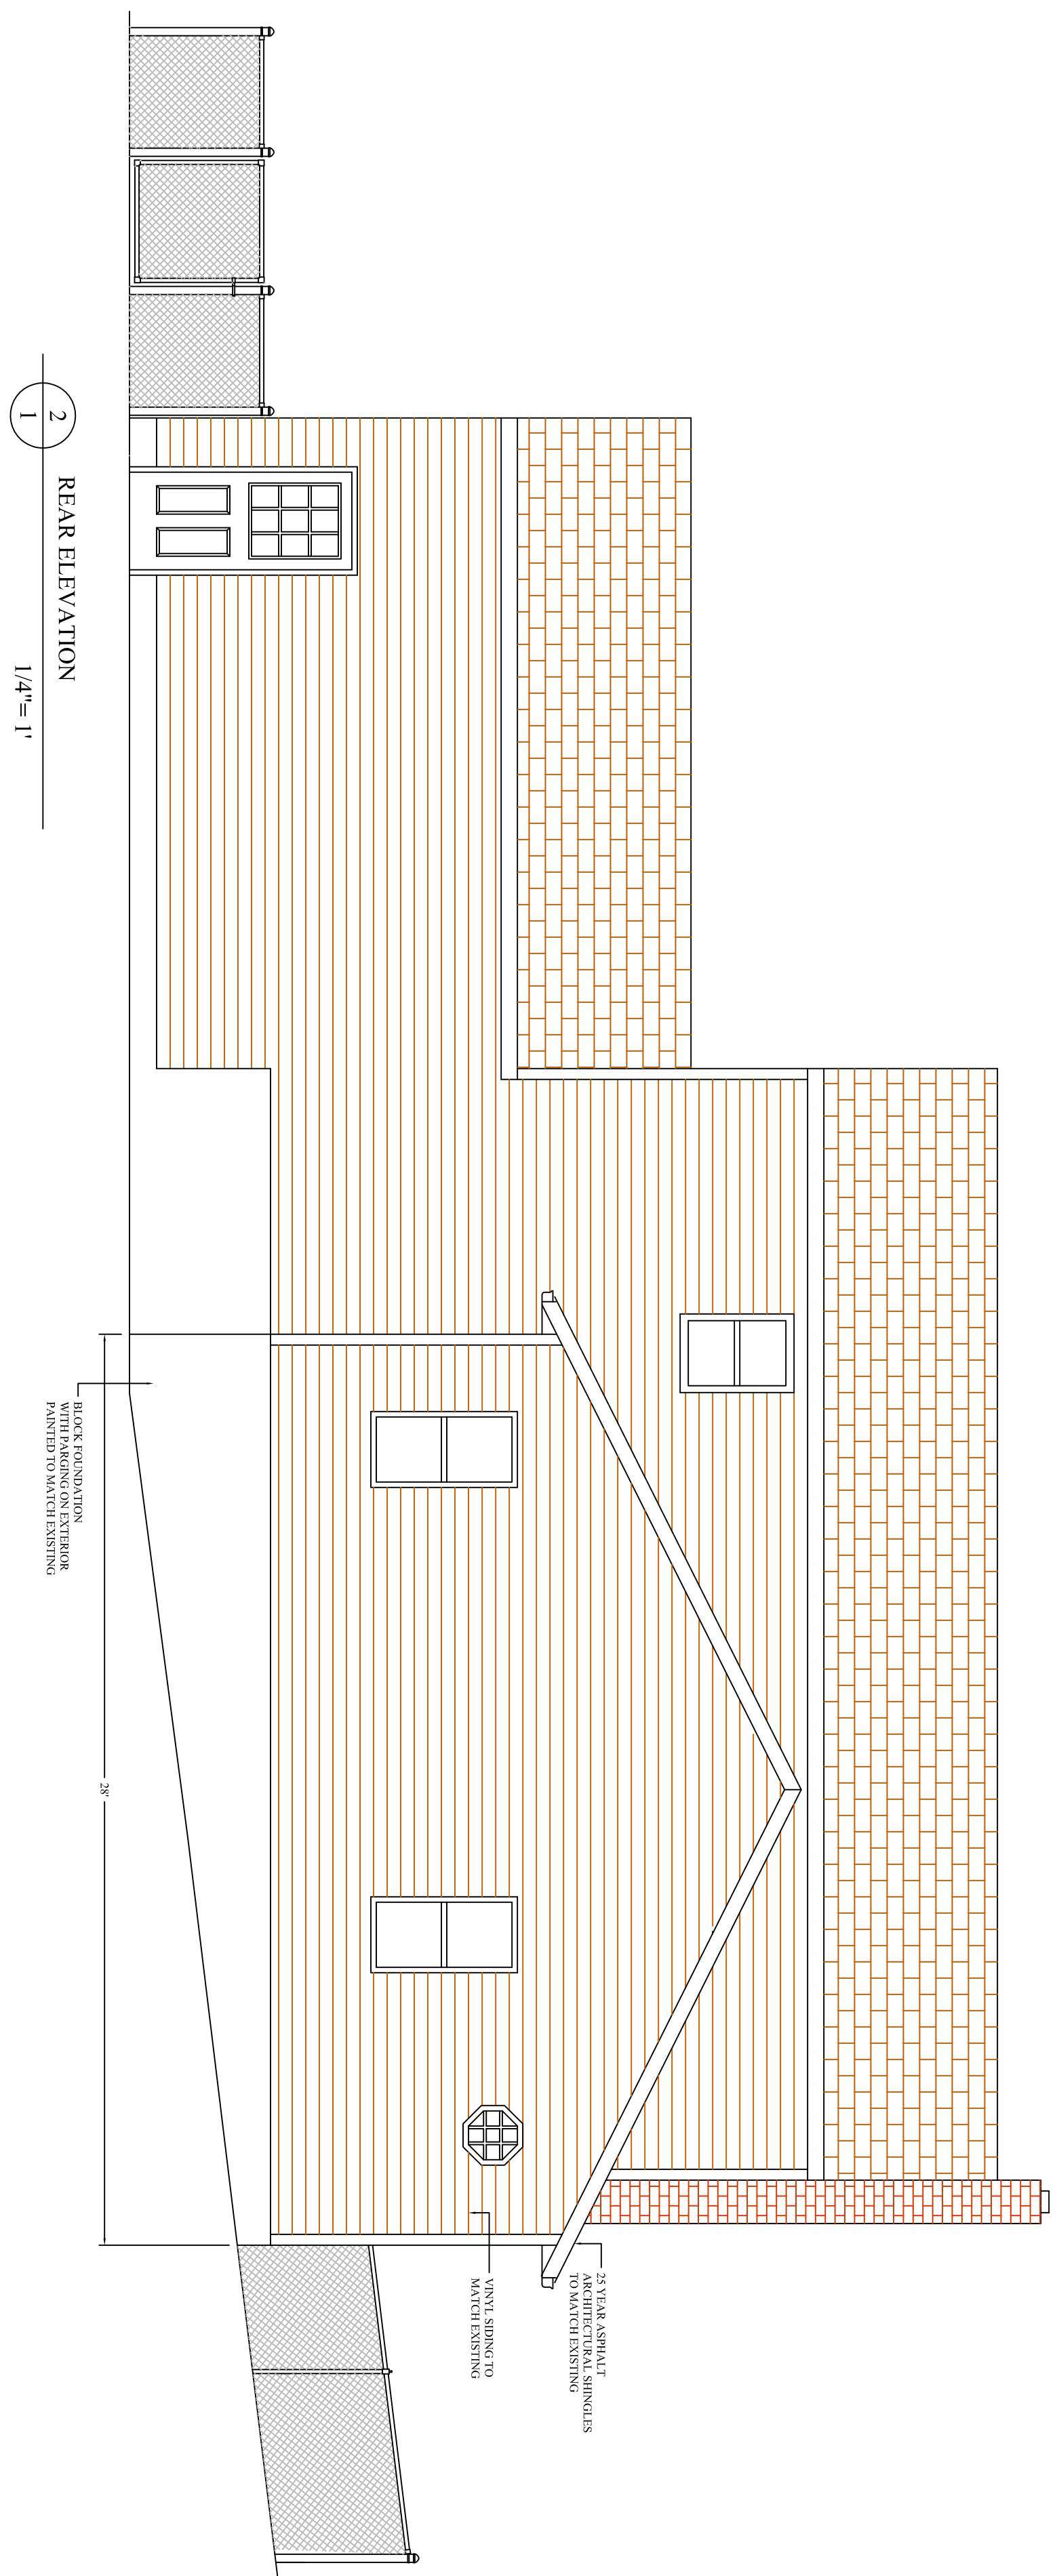 25 YEAR ASPHALT
ARCHITECTURAL SHINGLES
TO MATCH EXISTING
VINYL SIDING TO
MATCH EXISTING
28'
BLOCK FOUNDATION
WITH PARGING ON EXTERIOR
PAINTED TO MATCH EXISTING
2
1
REAR ELEVATION
1/4"= 1'